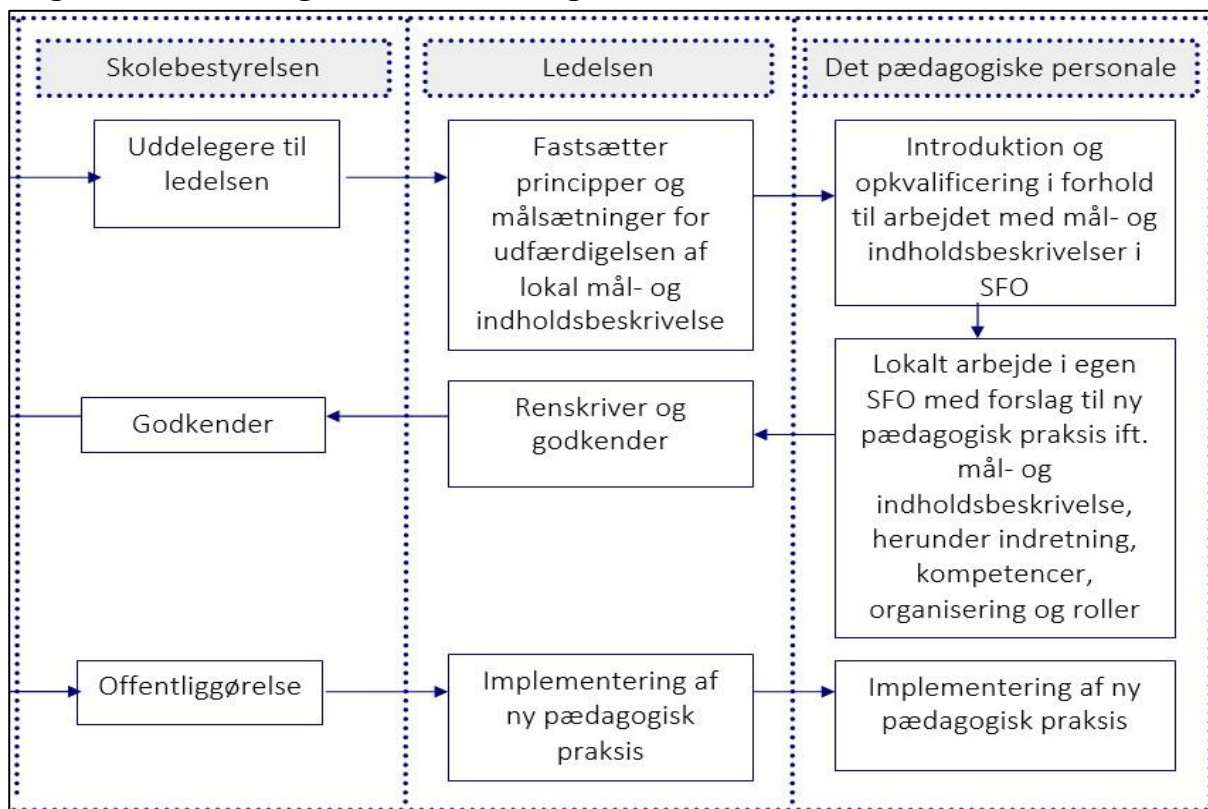 Skolebestyrelsen
Ledelsen
Det pædagogiske personale
Uddelegere til
ledelsen
Fastsætter
principper og
målsætninger for
udfærdigelsen af
lokal mål- og
indholdsbeskrivelse
Introduktion og
opkvalificering i forhold
til arbejdet med mål- og
indholdsbeskrivelser i
SFO
Godkender
Renskriver og
godkender
Lokalt arbejde i egen
SFO med forslag til ny
pædagogisk praksis ift.
mål- og
indholdsbeskrivelse,
herunder indretning,
kompetencer,
organisering og roller
Offentliggørelse
Implementering af
ny pædagogisk
praksis
Implementering af ny
pædagogisk praksis